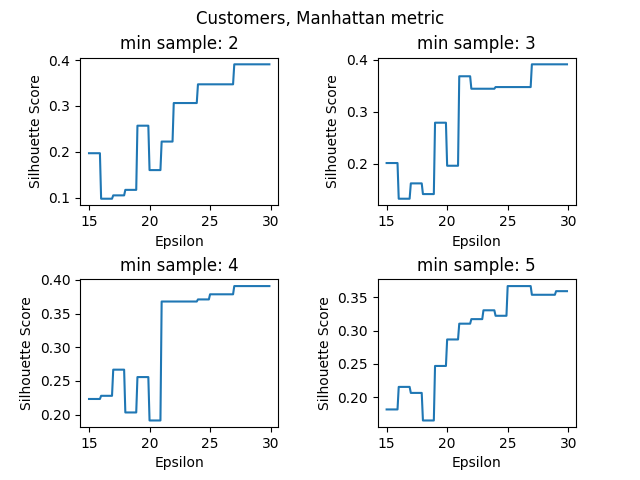 Customers, Manhattan metric
min sample: 2
Silhouette Score
0.4
0.3
0.2
0.1
15 20 25 30
Epsilon
min sample: 3
Silhouette Score
0.4
0.3
0.2
15 20 25 30
Epsilon
min sample: 4
Silhouette Score
0.40
0.35
0.30
0.25
0.20
15 20 25 30
Epsilon
min sample: 5
Silhouette Score
0.35
0.30
0.25
0.20
15 20 25 30
Epsilon